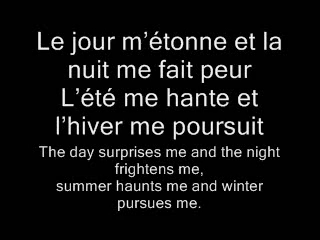 Le jour m’étonne et la
nuit me fait peur
L’été me hante et
l’hiver me poursuit
The day surprises me and the night
frightens me,
summer haunts me and winter
pursues me.